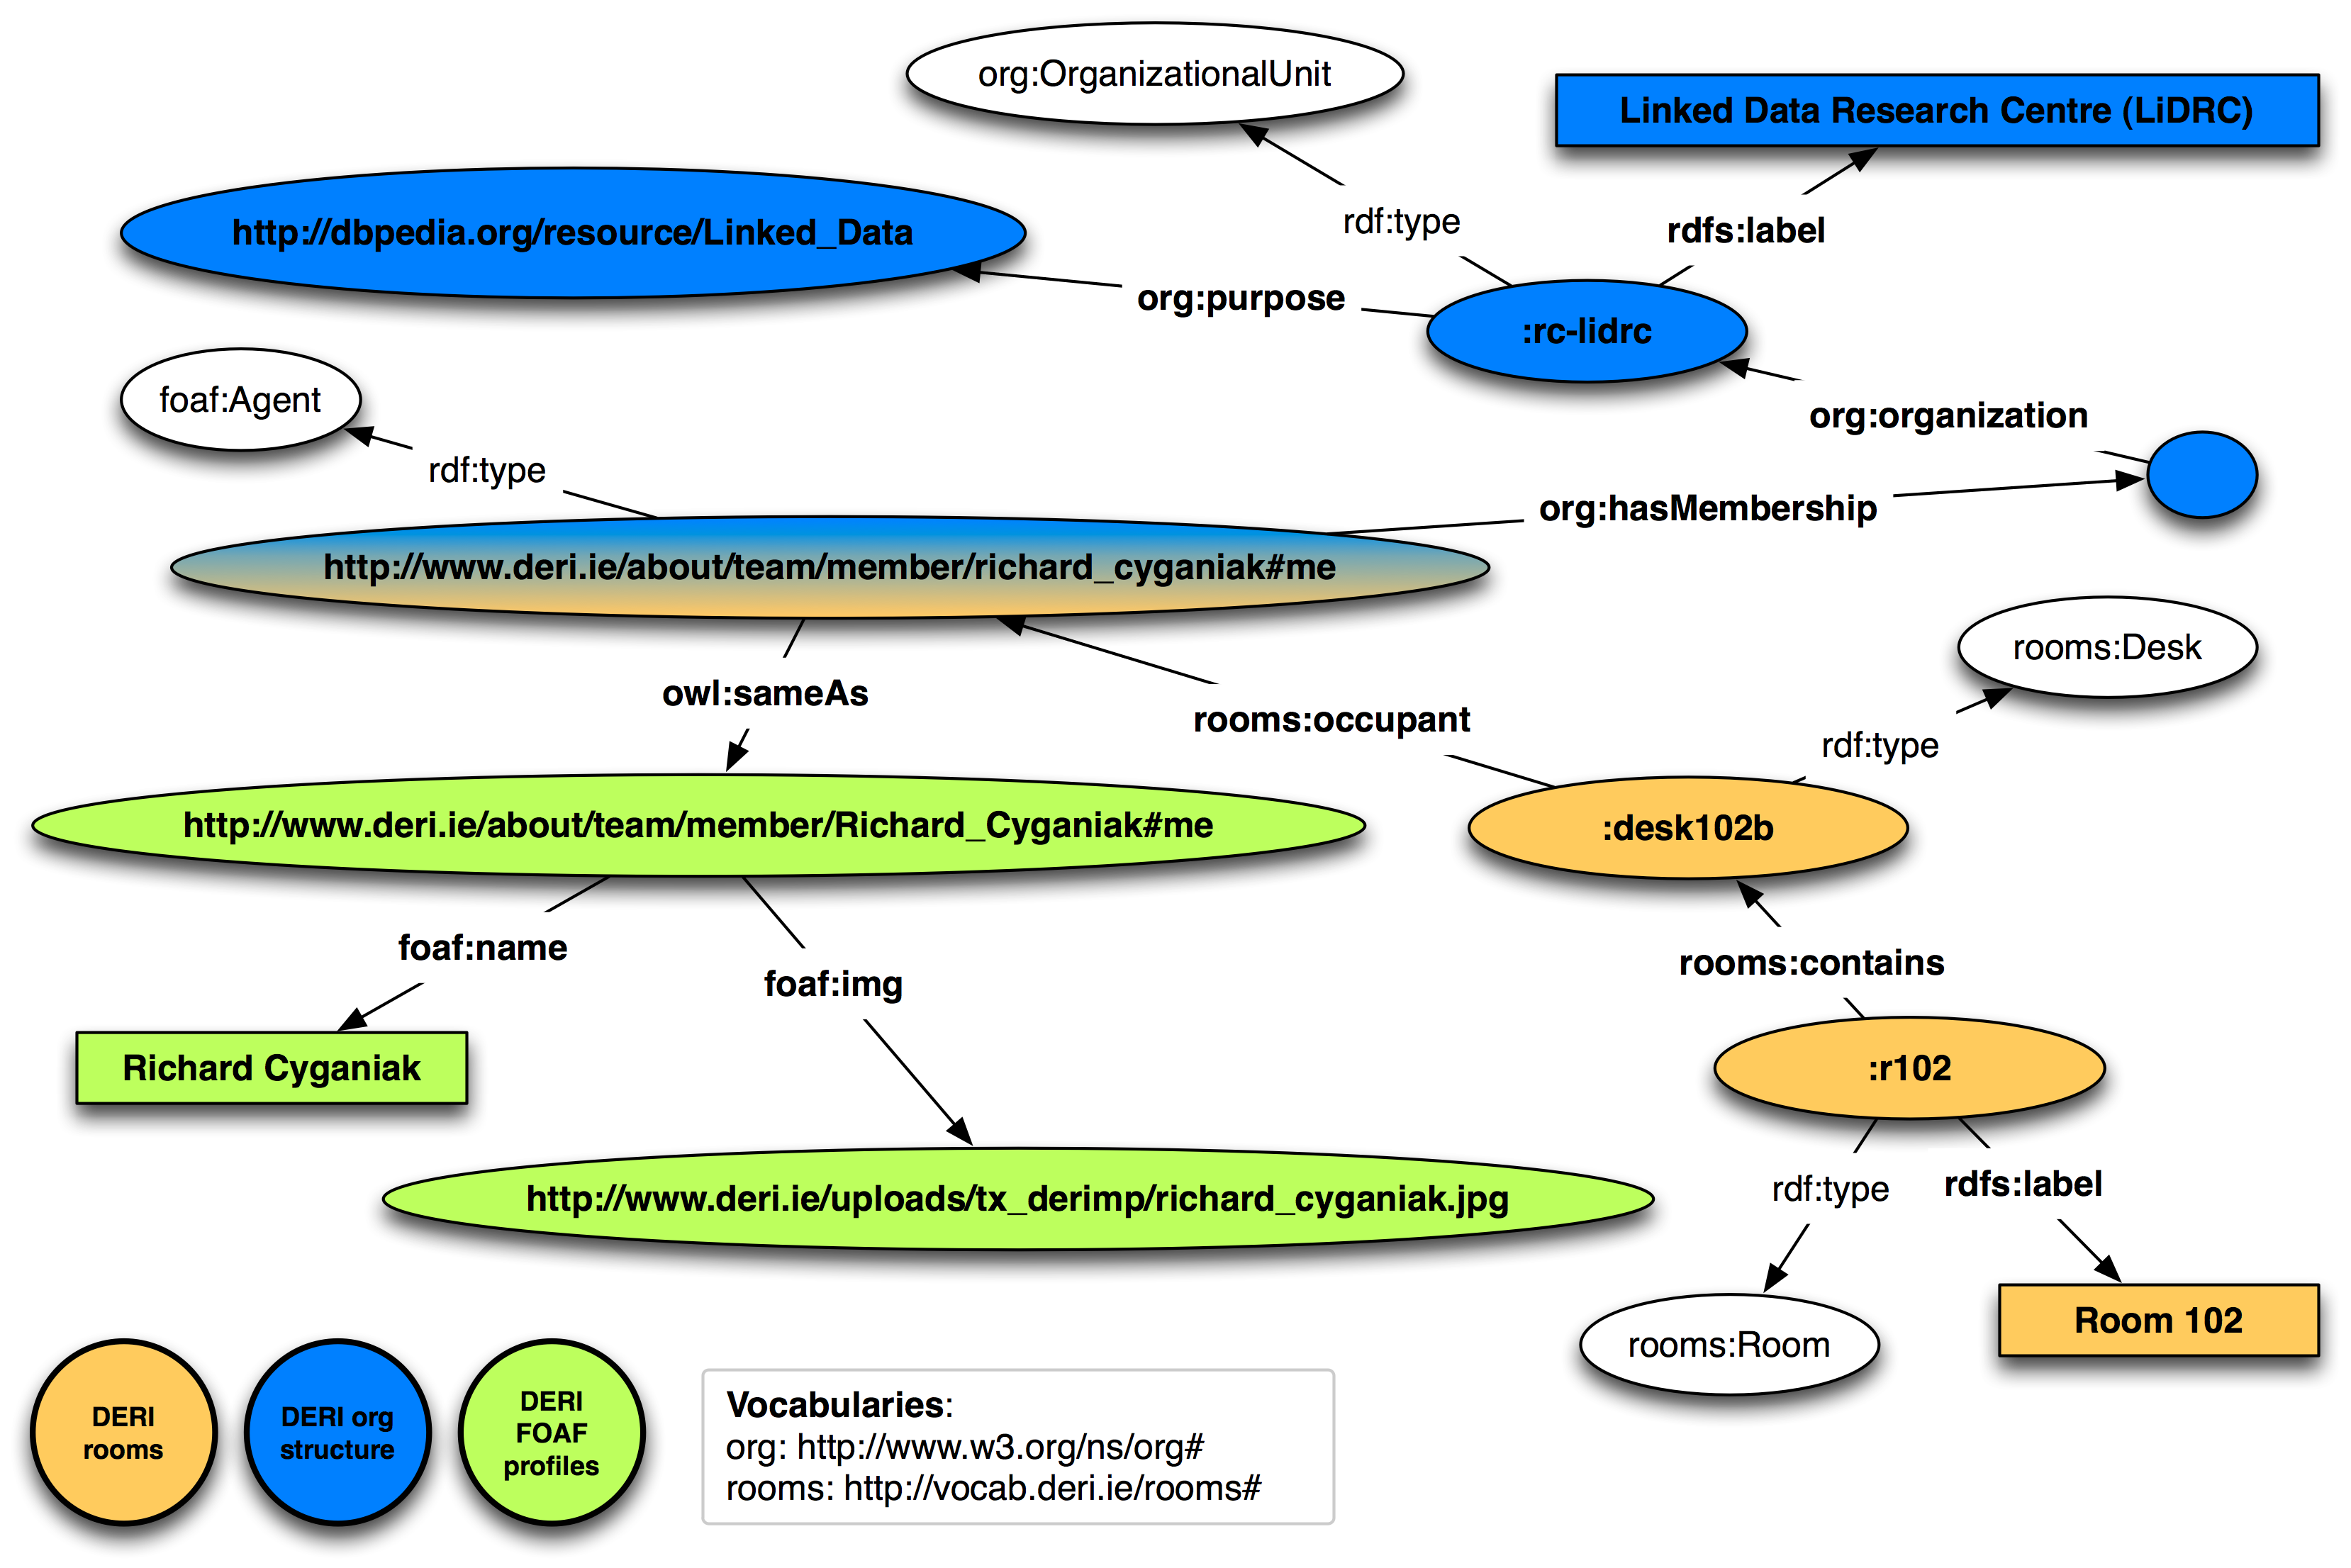 org:OrganizationalUnit
Linked Data Research Centre (LiDRC)
rdf:type
rdfs:label
http://dbpedia.org/resource/Linked_Data
org:purpose
:rc-lidrc
foaf:Agent
org:organization
rdf:type
org:hasMembership
http://www.deri.ie/about/team/member/richard_cyganiak#me
rooms:Desk
owl:sameAs
rooms:occupant
rdf:type
http://www.deri.ie/about/team/member/Richard_Cyganiak#me
:desk102b
foaf:name
foaf:img
rooms:contains
Richard Cyganiak
:r102
http://www.deri.ie/uploads/tx_derimp/richard_cyganiak.jpg
rdf:type
rdfs:label
rooms:Room
Room 102
DERI
rooms
DERI org
structure
DERI
FOAF
profiles
Vocabularies:
org: http://www.w3.org/ns/org#
rooms: http://vocab.deri.ie/rooms#